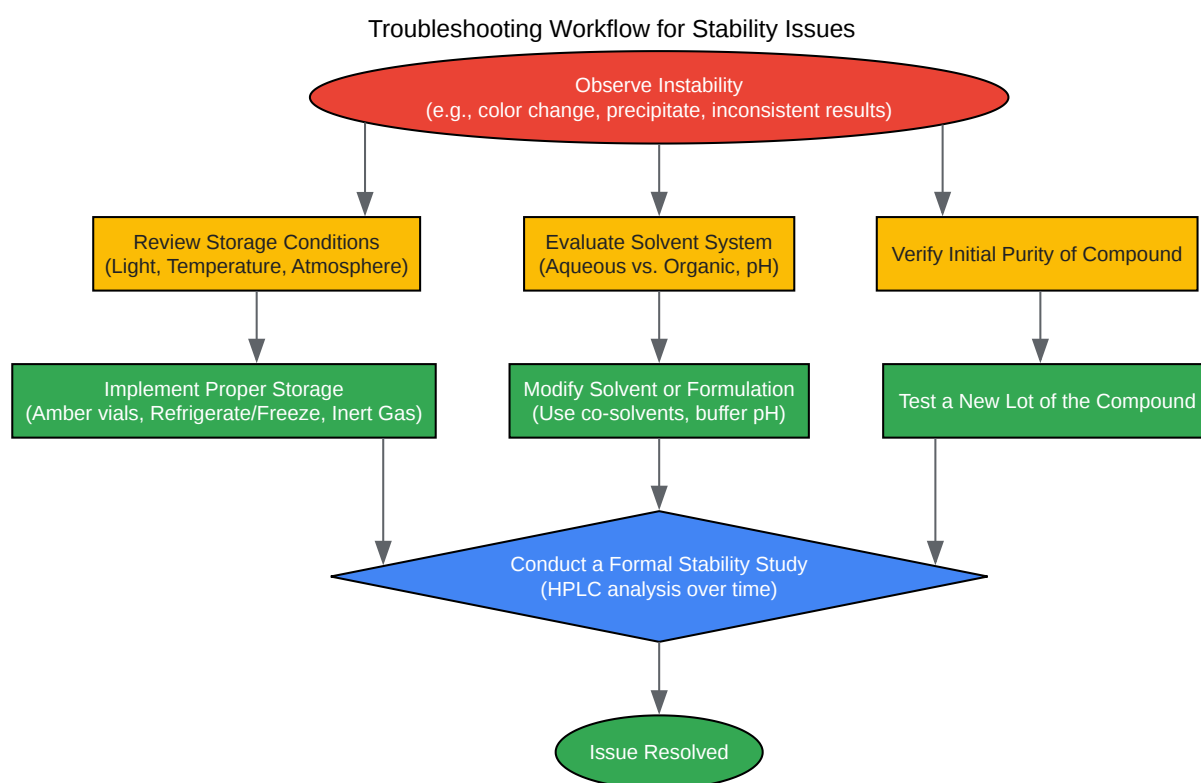 Troubleshooting Workflow for Stability Issues
Observe Instability
(e.g., color change, precipitate, inconsistent results)
Review Storage Conditions
(Light, Temperature, Atmosphere)
Evaluate Solvent System
(Aqueous vs. Organic, pH)
Verify Initial Purity of Compound
Implement Proper Storage
(Amber vials, Refrigerate/Freeze, Inert Gas)
Modify Solvent or Formulation
(Use co-solvents, buffer pH)
Test a New Lot of the Compound
Conduct a Formal Stability Study
(HPLC analysis over time)
Issue Resolved